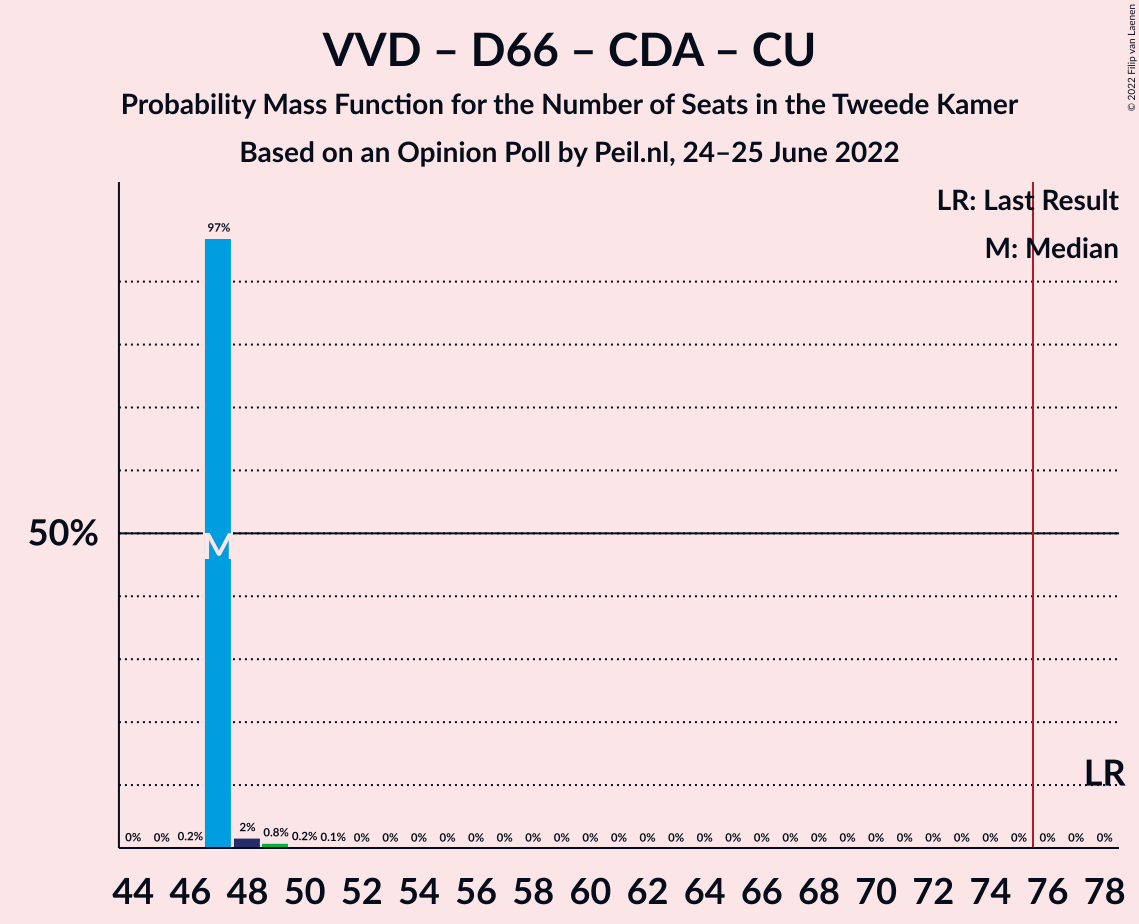 VVD – D66 – CDA – CU
Probability Mass Function for the Number of Seats in the Tweede Kamer
Based on an Opinion Poll by Peil.nl, 24–25 June 2022
© 2022 Filip van Laenen
LR: Last Result
M: Median
97%
50%
M
LR
0% 0% 0.2% 2% 0.8% 0.2% 0.1% 0% 0% 0% 0% 0% 0% 0% 0% 0% 0% 0% 0% 0% 0% 0% 0% 0% 0% 0% 0% 0% 0% 0% 0% 0% 0% 0%
44 46 48 50 52 54 56 58 60 62 64 66 68 70 72 74 76 78